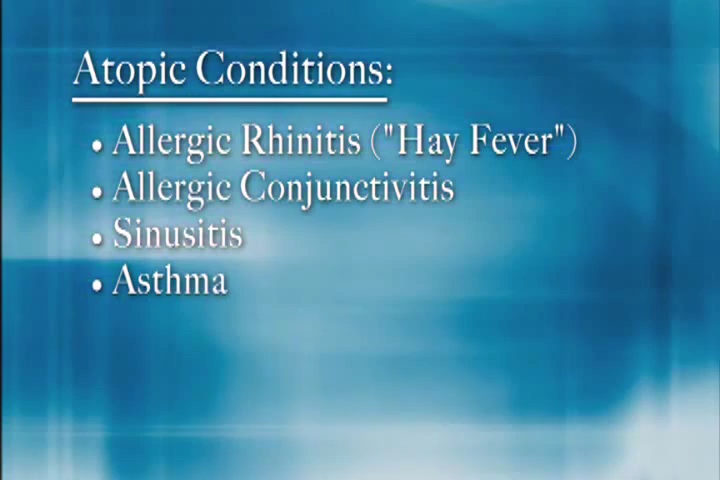 Atopic Conditions:
• Allergic Rhinitis ("Hay Fever")
• Allergic Conjunctivitis
• Sinusitis
• Asthma